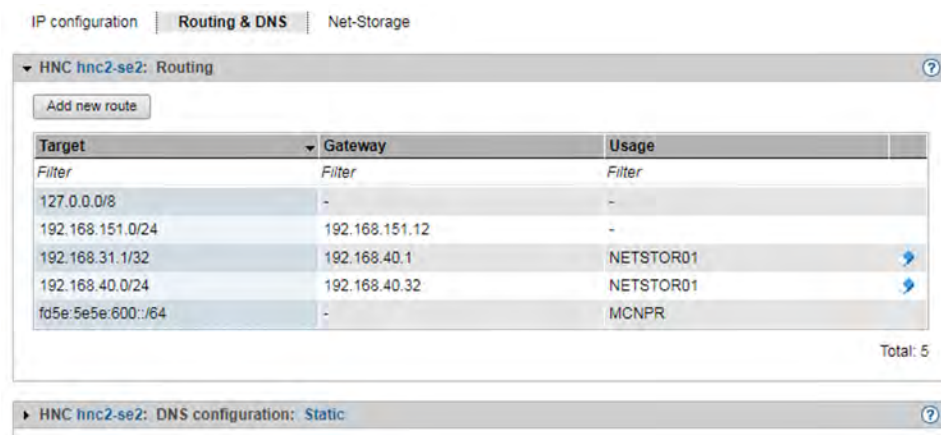 IP configuration Routing & DNS Net-Storage
HNC hnc2-se2: Routing ?
Add new route
Target Gateway Usage
Filter Filter Filter
127.0.0.0/8 - -
192.168.151.0/24 192.168.151.12 -
192.168.31.1/32 192.168.40.1 NETSTOR01
192.168.40.0/24 192.168.40.32 NETSTOR01
fd5e:5e5e:600::/64 - MCNPR
Total: 5
HNC hnc2-se2: DNS configuration: Static ?